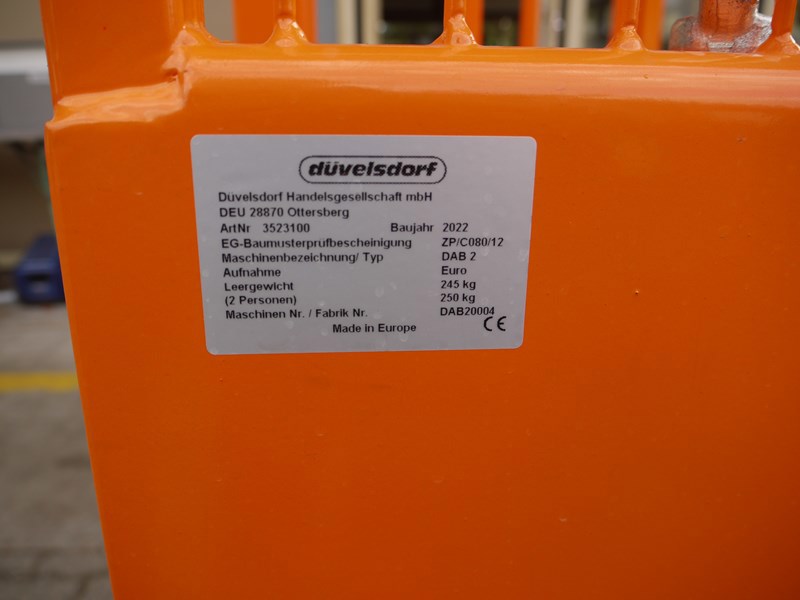 düvelsdorf
Düvelsdorf Handelsgesellschaft mbH
DEU 28870 Ottersberg
ArtNr 3523100 Baujahr 2022
EG-Baumusterprüfbescheinigung ZP/C080/12
Maschinenbezeichnung/ Typ DAB 2
Aufnahme Euro
Leergewicht 245 kg
(2 Personen) 250 kg
Maschinen Nr. / Fabrik Nr. DAB20004
Made in Europe CE